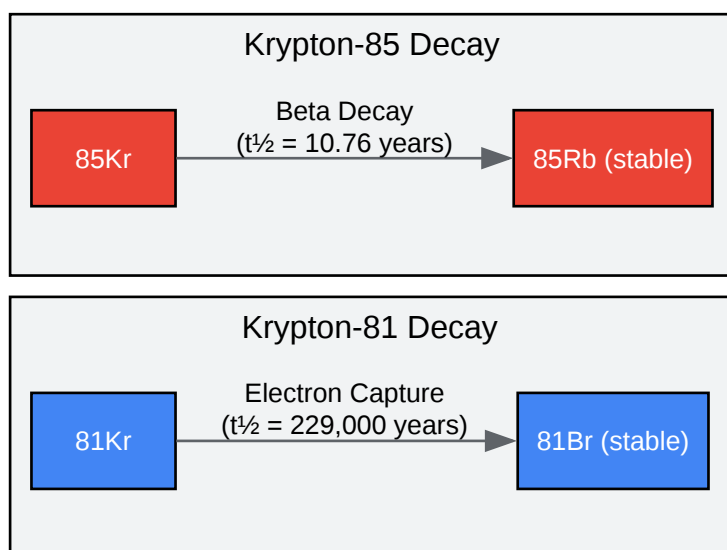 Krypton-85 Decay
Beta Decay
(t½ = 10.76 years)
85Kr
85Rb (stable)
Krypton-81 Decay
Electron Capture
(t½ = 229,000 years)
81Kr
81Br (stable)